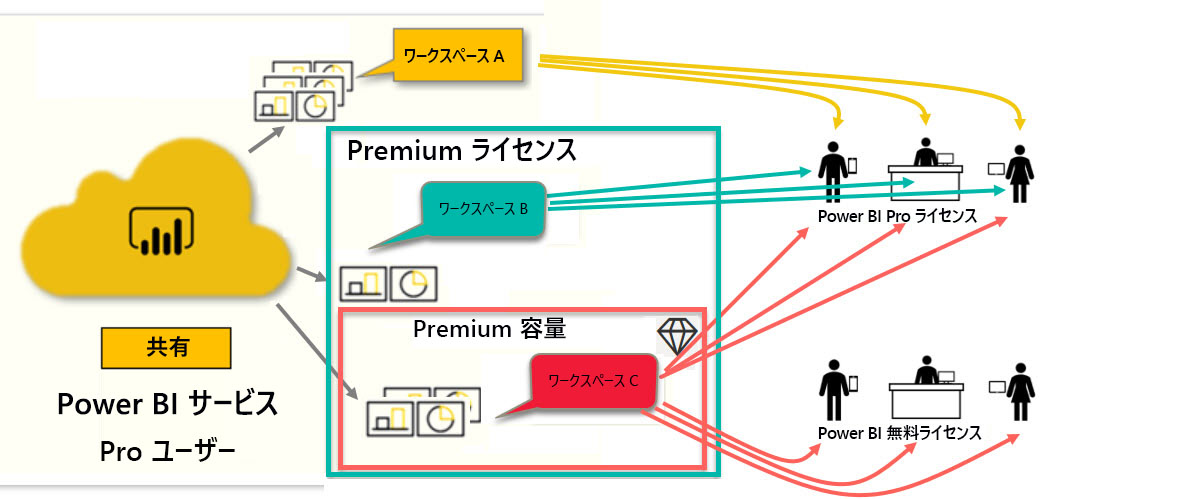 ワークスペース A
Premium ライセンス
ワークスペース B
Power BI Pro ライセンス
Premium 容量
共有
ワークスペース C
Power BI サービス
Pro ユーザー
Power BI 無料ライセンス